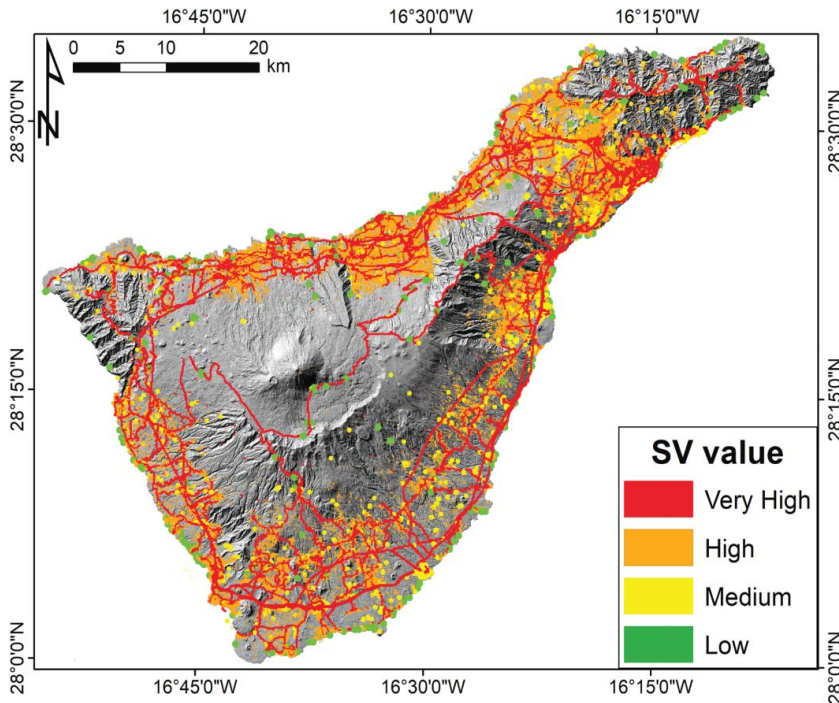 16°45'0"W 16°30'0"W 16°15'0"W
0 5 10 20
km
N
28°30'0"N 28°30'0"N
28°15'0"N 28°15'0"N
SV value
Very High
High
Medium
Low
28°0'0"N 28°0'0"N
16°45'0"W 16°30'0"W 16°15'0"W